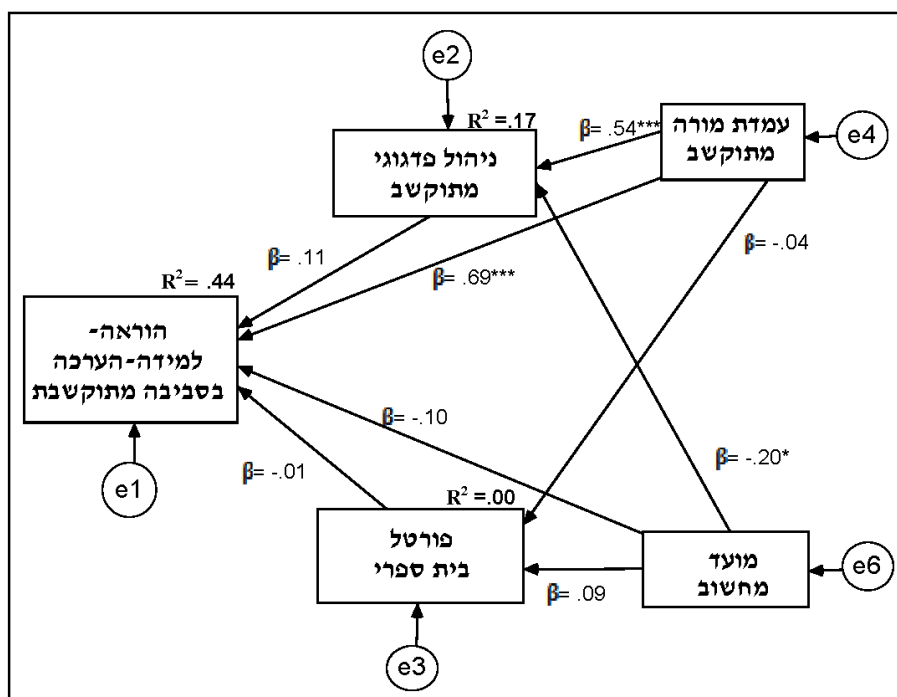 e2
R² =.17
β= .54***
עמדת מורה
מתוקשב
e4
ניהול פדגוגי
מתוקשב
β= -.04
β= .11
β= .69***
R² = .44
הוראה-
למידה-הערכה
בסביבה מתוקשבת
β= -.10
β= -.20*
β= -.01
e1
R² =.00
פורטל
בית ספרי
β= .09
מועד
מחשוב
e6
e3